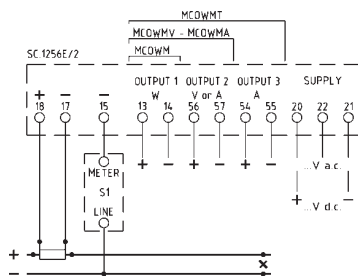 MCOWMT
MCOWMV - MCOWMA
MCOWM
SC.1256E/2
OUTPUT 1 OUTPUT 2 OUTPUT 3 SUPPLY
W V or A A
+ − −
18 17 15 13 14 56 57 54 55 20 22 21
METER + − + − + − ...V a.c.
S1
LINE + −
...V d.c.
+ ×
−